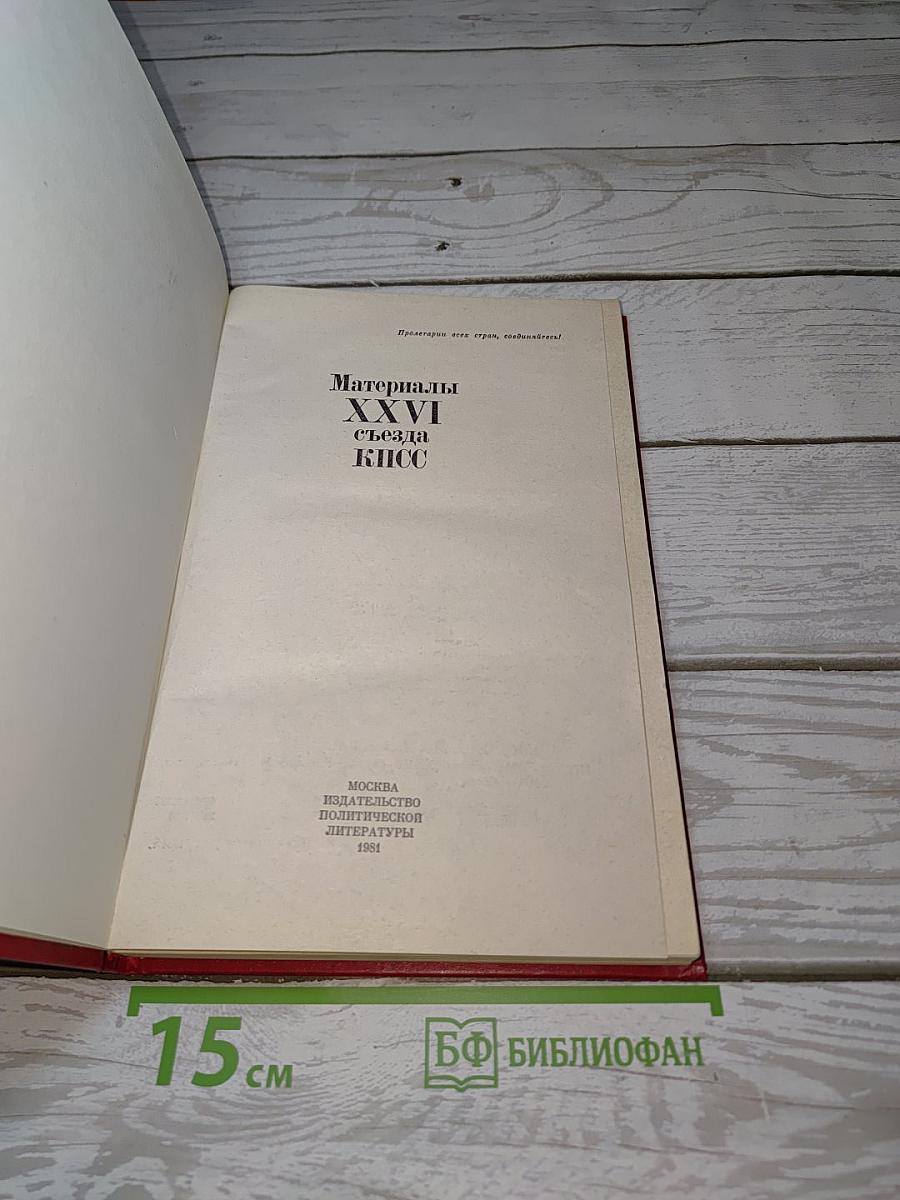 Пролетарии всех стран, соединяйтесь!
Материалы
XXVI
съезда
КПСС
МОСКВА
ИЗДАТЕЛЬСТВО
ПОЛИТИЧЕСКОЙ
ЛИТЕРАТУРЫ
1981
15 см
БФ БИБЛИОФАН